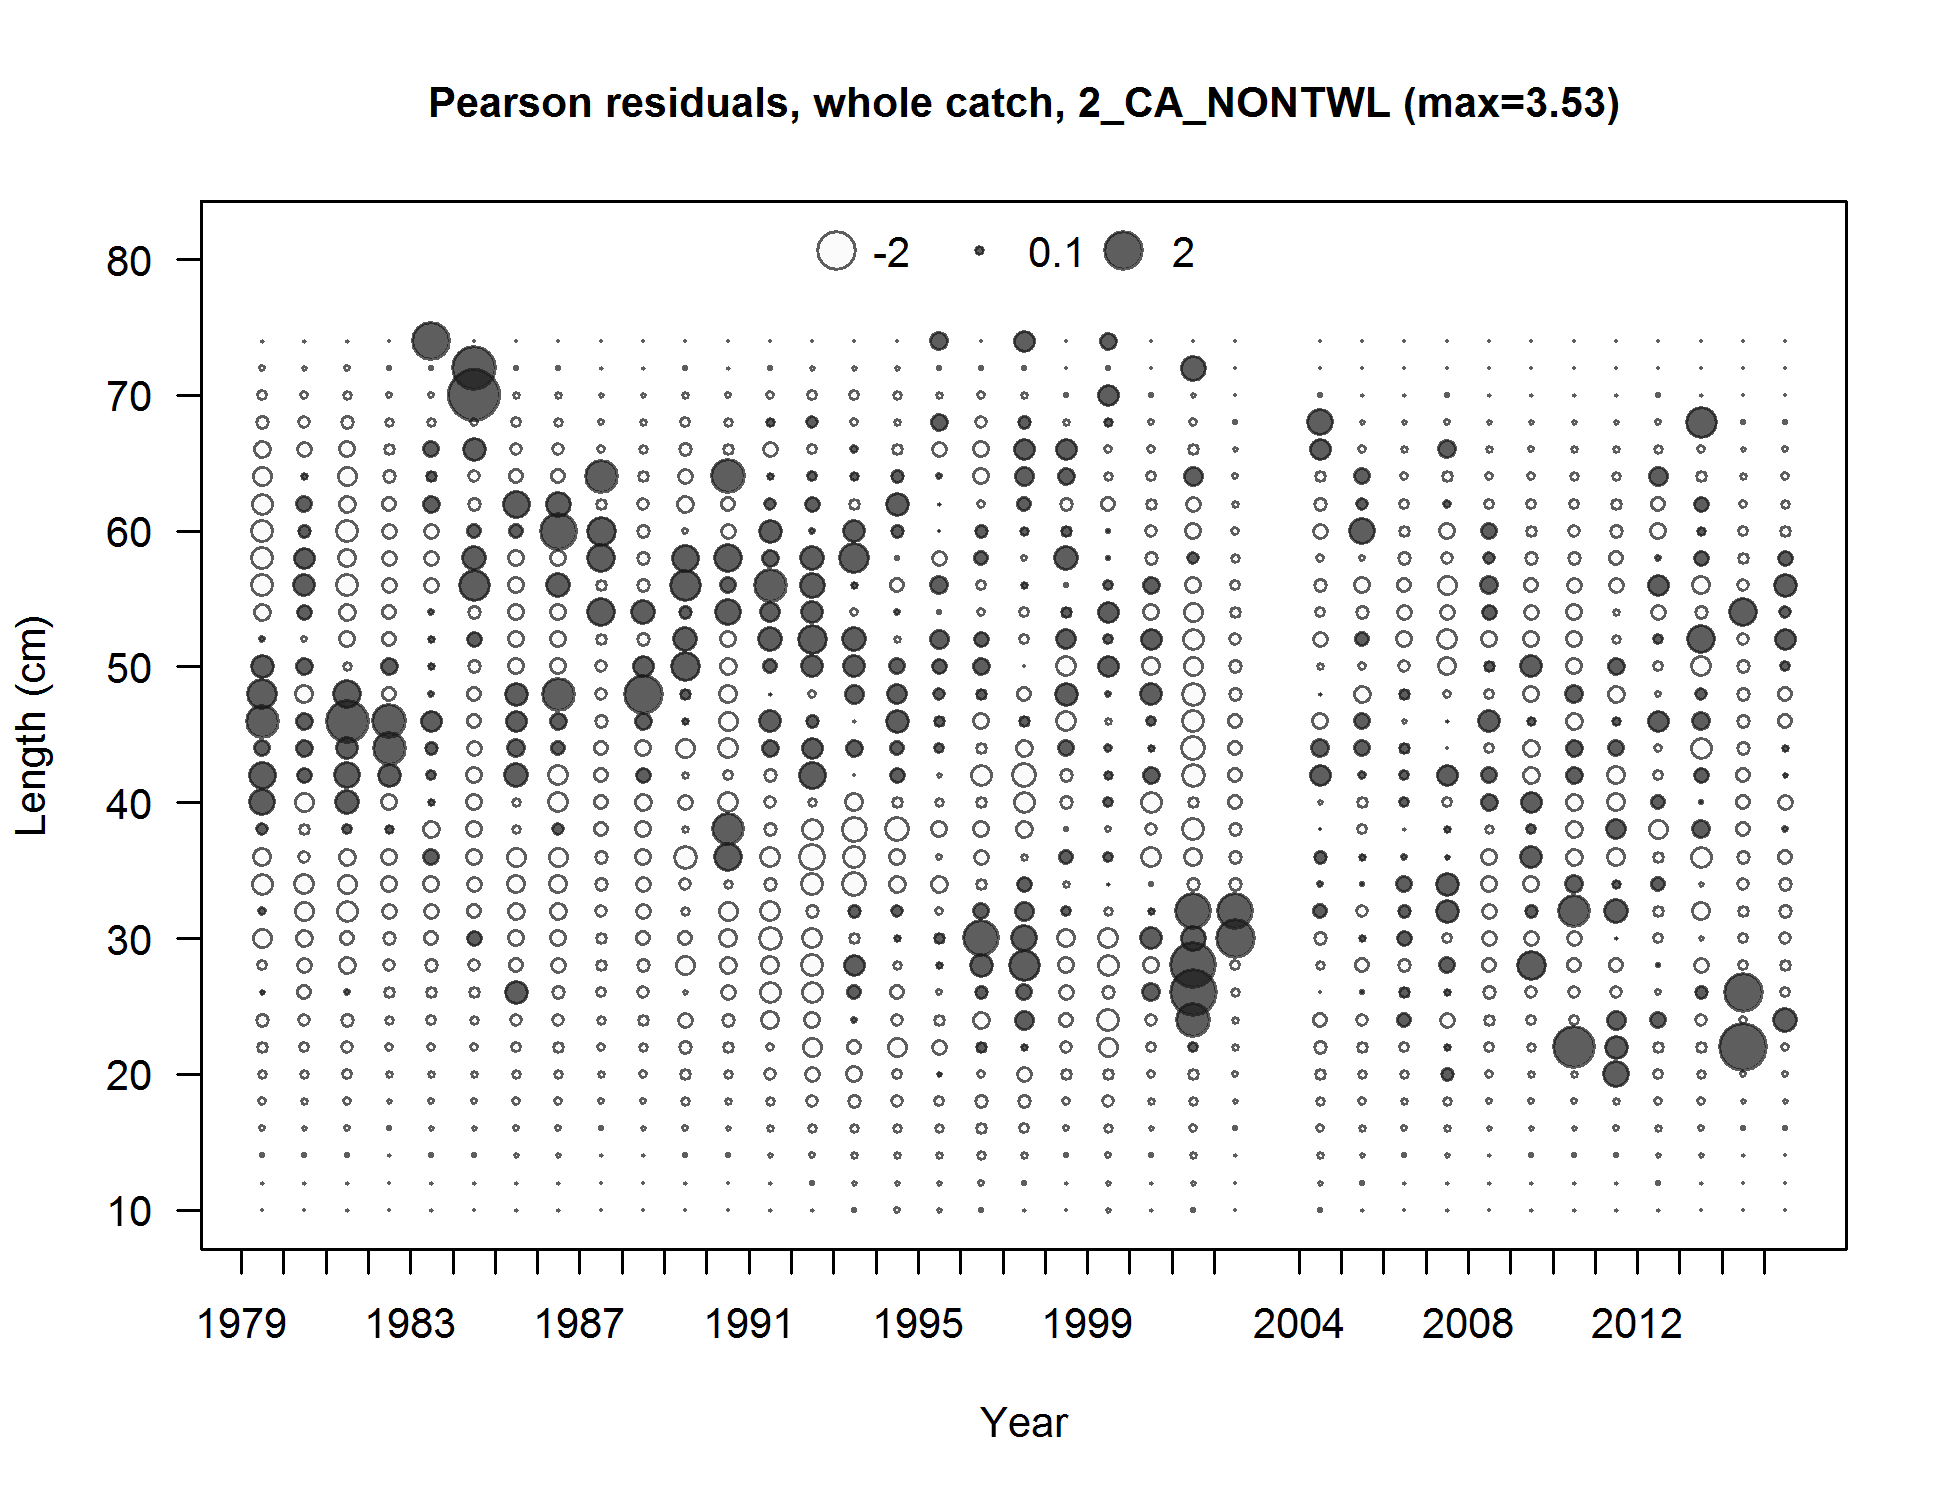 Pearson residuals, whole catch, 2_CA_NONTWL (max=3.53)
-2 0.1 2
80
70
60
50
40
30
20
10
Length (cm)
1979 1983 1987 1991 1995 1999 2004 2008 2012
Year